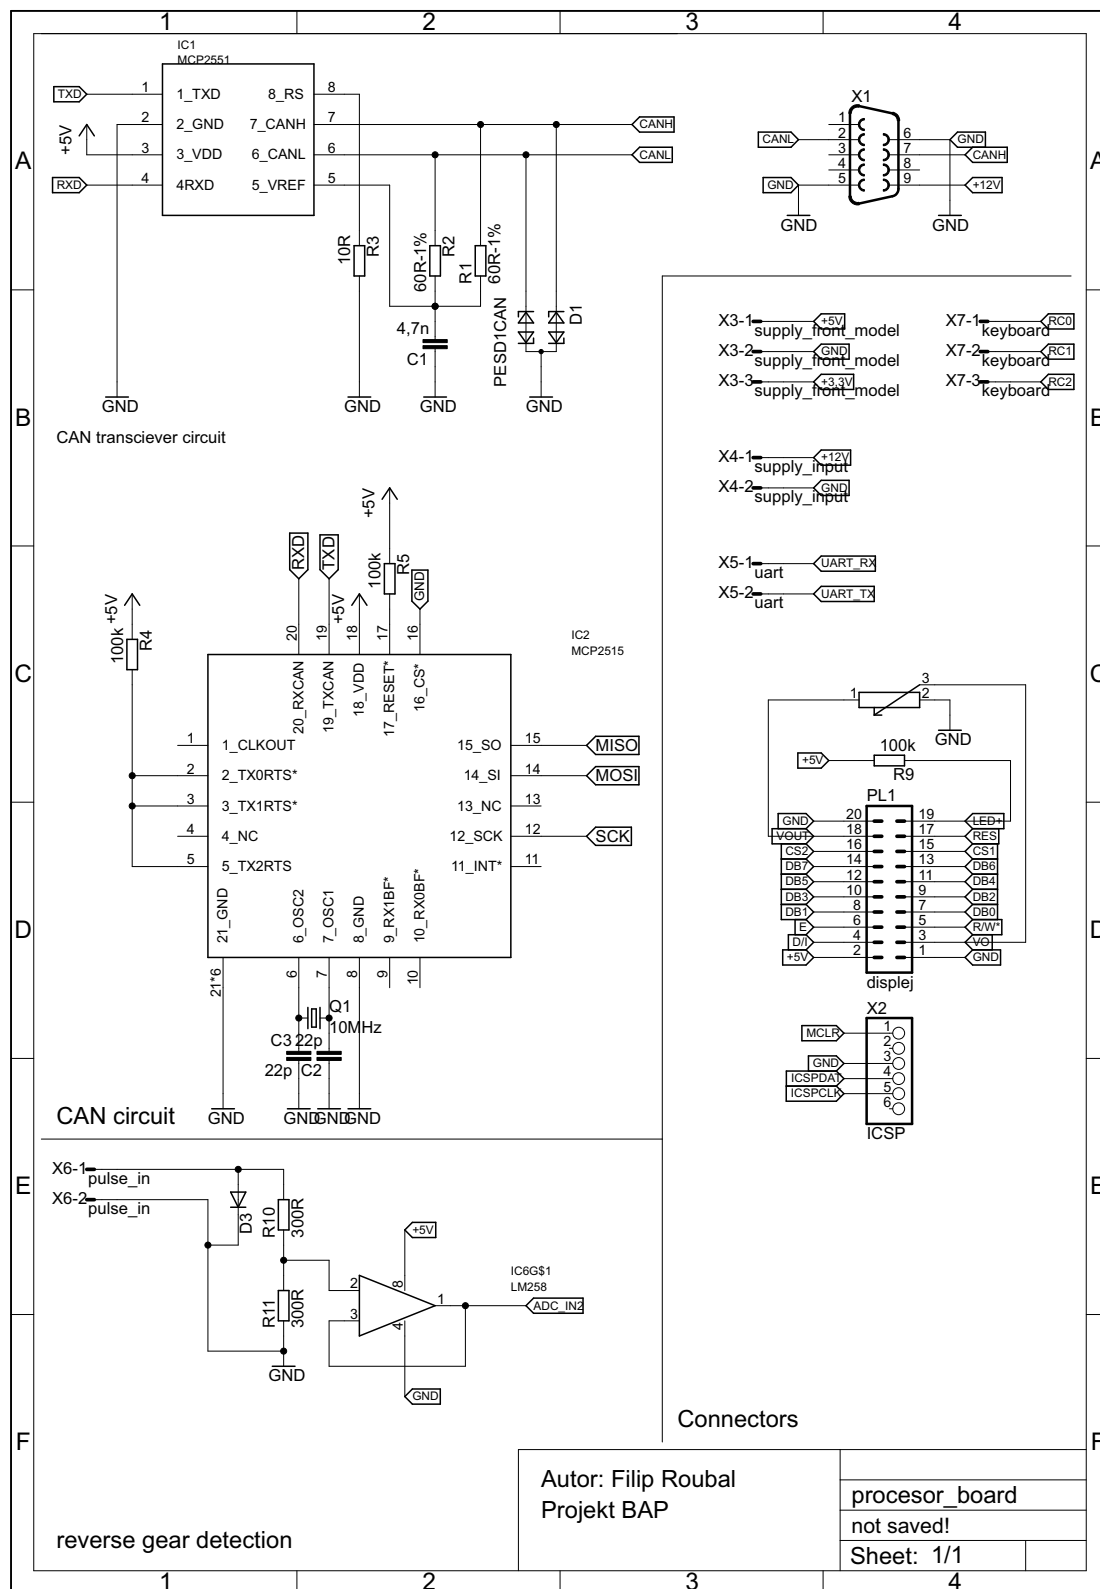 1 2 3 4
A A
B B
C C
D D
E E
F F
IC1
MCP2551
TXD 1 1_TXD 8_RS 8
2 2_GND 7_CANH 7 CANH
+5V 3 3_VDD 6_CANL 6 CANL
RXD 4 4RXD 5_VREF 5
10R R3
60R-1% R2
R1 60R-1%
4,7n
C1
PESD1CAN D1
GND GND GND GND
CAN transciever circuit
X1
1
CANL 2 6 GND
3 7 CANH
4 8
GND 5 9 +12V
GND GND
X3-1 supply_front_model +5V
X3-2 supply_front_model GND
X3-3 supply_front_model +3,3V
X7-1 keyboard RC0
X7-2 keyboard RC1
X7-3 keyboard RC2
X4-1 supply_input +12V
X4-2 supply_input GND
X5-1 uart UART_RX
X5-2 uart UART_TX
+5V
RXD TXD 100k R5 GND
+5V +5V
100k R4
20 19 18 17 16
IC2
MCP2515
20_RXCAN 19_TXCAN 18_VDD 17_RESET* 16_CS*
1 1_CLKOUT 15_SO 15 MISO
2 2_TX0RTS* 14_SI 14 MOSI
3 3_TX1RTS* 13_NC 13
4 4_NC 12_SCK 12 SCK
5 5_TX2RTS 11_INT* 11
21_GND 6_OSC2 7_OSC1 8_GND 9_RX1BF* 10_RX0BF*
21*6 6 7 8 9 10
Q1
10MHz
C3 22p
22p C2
GND GND GND GND
CAN circuit
1 3 2
GND
100k
+5V R9
PL1
GND 20 19 LED+
VOUT 18 17 RES
CS2 16 15 CS1
DB7 14 13 DB6
DB5 12 11 DB4
DB3 10 9 DB2
DB1 8 7 DB0
E 6 5 R/W*
D/I 4 3 VO
+5V 2 1 GND
displej
X2
MCLR 1
2
GND 3
ICSPDAT 4
ICSPCLK 5
6
ICSP
X6-1 pulse_in
X6-2 pulse_in
D3 R10 300R
R11 300R
+5V
IC6G$1
LM258
2 8 1 ADC_IN2
3 4
GND GND
reverse gear detection
Connectors
Autor: Filip Roubal
Projekt BAP
procesor_board
not saved!
Sheet: 1/1
1 2 3 4